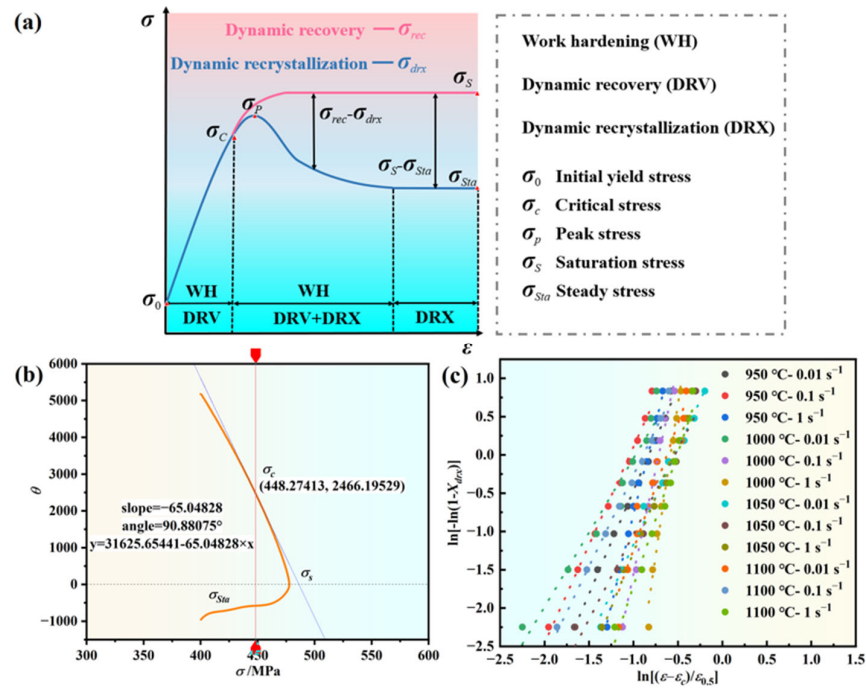 (a)
σ
Dynamic recovery — σrec
Dynamic recrystallization — σdrx
σS
σP
σC
σrec-σdrx
σS-σSta
σSta
σ0
WH
WH
DRV
DRV+DRX
DRX
ε
Work hardening (WH)
Dynamic recovery (DRV)
Dynamic recrystallization (DRX)
σ0 Initial yield stress
σc Critical stress
σp Peak stress
σS Saturation stress
σSta Steady stress
(b)
6000
5000
4000
3000
2000
1000
0
−1000
θ
σc
(448.27413, 2466.19529)
slope=−65.04828
angle=90.88075°
y=31625.65441-65.04828×x
σs
σSta
300
350
400
450
500
550
600
σ/MPa
(c)
1.0
0.5
0.0
−0.5
−1.0
−1.5
−2.0
−2.5
ln[-ln(1-Xdrx)]
950 °C- 0.01 s−1
950 °C- 0.1 s−1
950 °C- 1 s−1
1000 °C- 0.01 s−1
1000 °C- 0.1 s−1
1000 °C- 1 s−1
1050 °C- 0.01 s−1
1050 °C- 0.1 s−1
1050 °C- 1 s−1
1100 °C- 0.01 s−1
1100 °C- 0.1 s−1
1100 °C- 1 s−1
−2.5
−2.0
−1.5
−1.0
−0.5
0.0
0.5
1.0
1.5
ln[(ε-εc)/ε0.5]